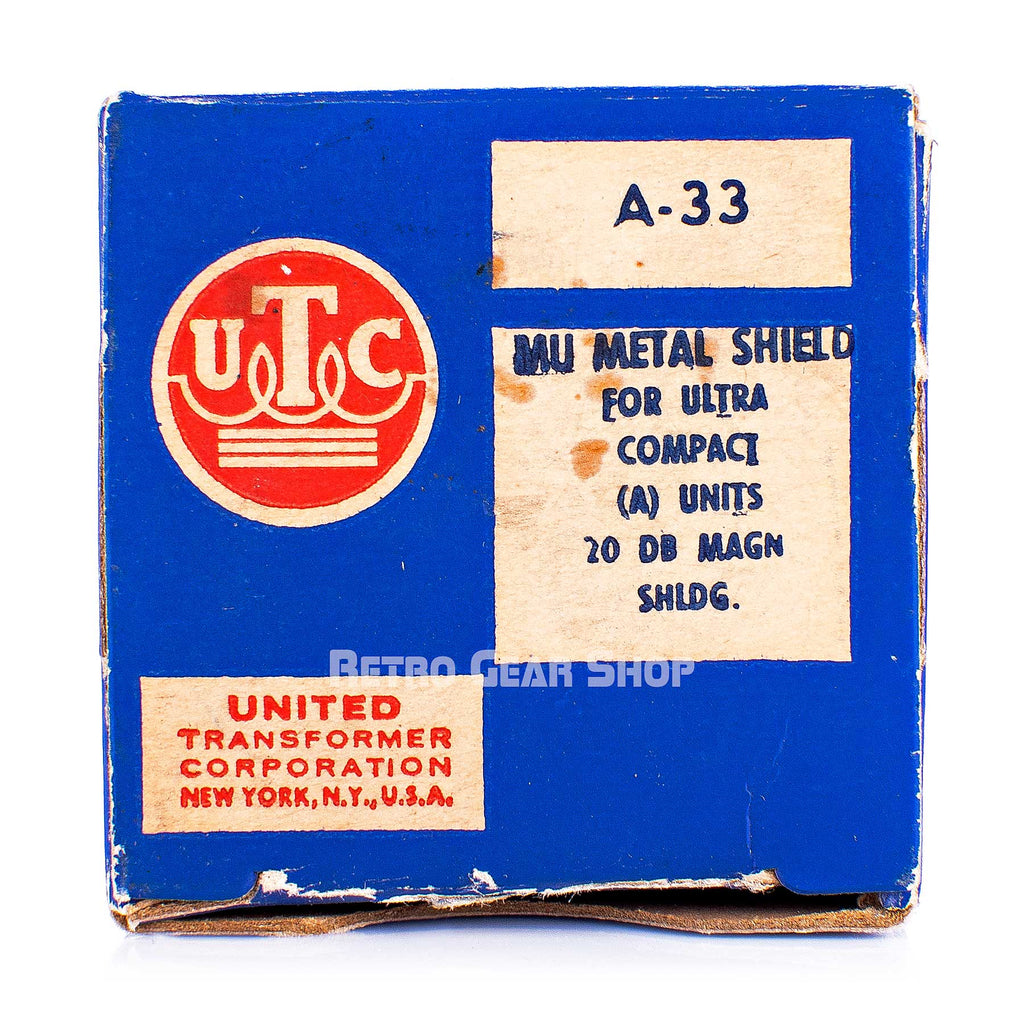 A-33
UTC
MU METAL SHIELD
FOR ULTRA
COMPACT
(A) UNITS
20 DB MAGN
SHLDG.
RETRO GEAR SHOP
UNITED
TRANSFORMER
CORPORATION
NEW YORK, N.Y., U.S.A.